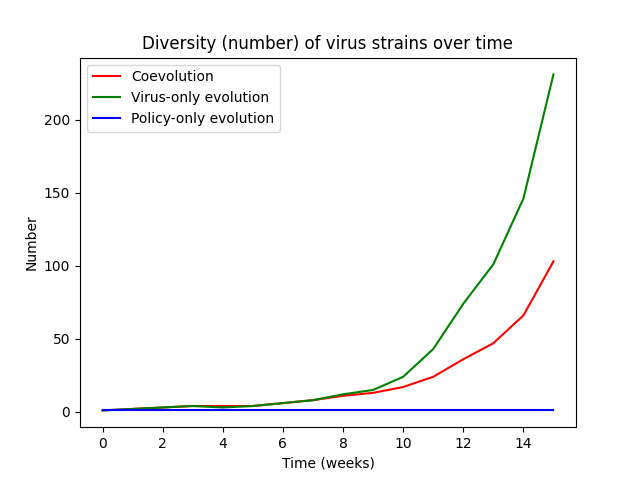 Diversity (number) of virus strains over time
Coevolution
Virus-only evolution
Policy-only evolution
200
150
100
50
0
Number
0 2 4 6 8 10 12 14
Time (weeks)